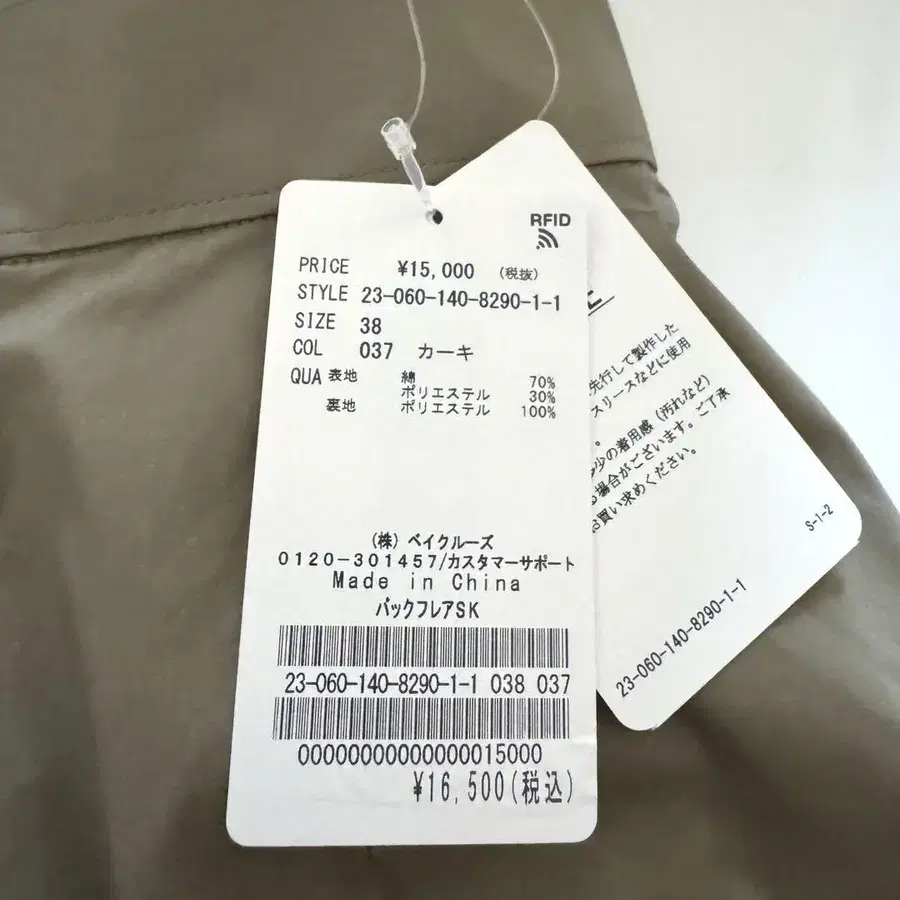 RFID
PRICE ¥15,000 (税抜)
STYLE 23-060-140-8290-1-1
SIZE 38
COL 037 カーキ
QUA 表地 綿 70%
ポリエステル 30%
裏地 ポリエステル 100%
(株) ベイクルーズ
0120-301457/カスタマーサポート
Made in China
バックフレアSK
23-060-140-8290-1-1 038 037
00000000000000015000
¥16,500(税込)
先行して製作した
スリースなどに使用
少の着用感 (汚れなど)
場合がございます。ご了承
お買い求めください。
S-1-2
23-060-140-8290-1-1